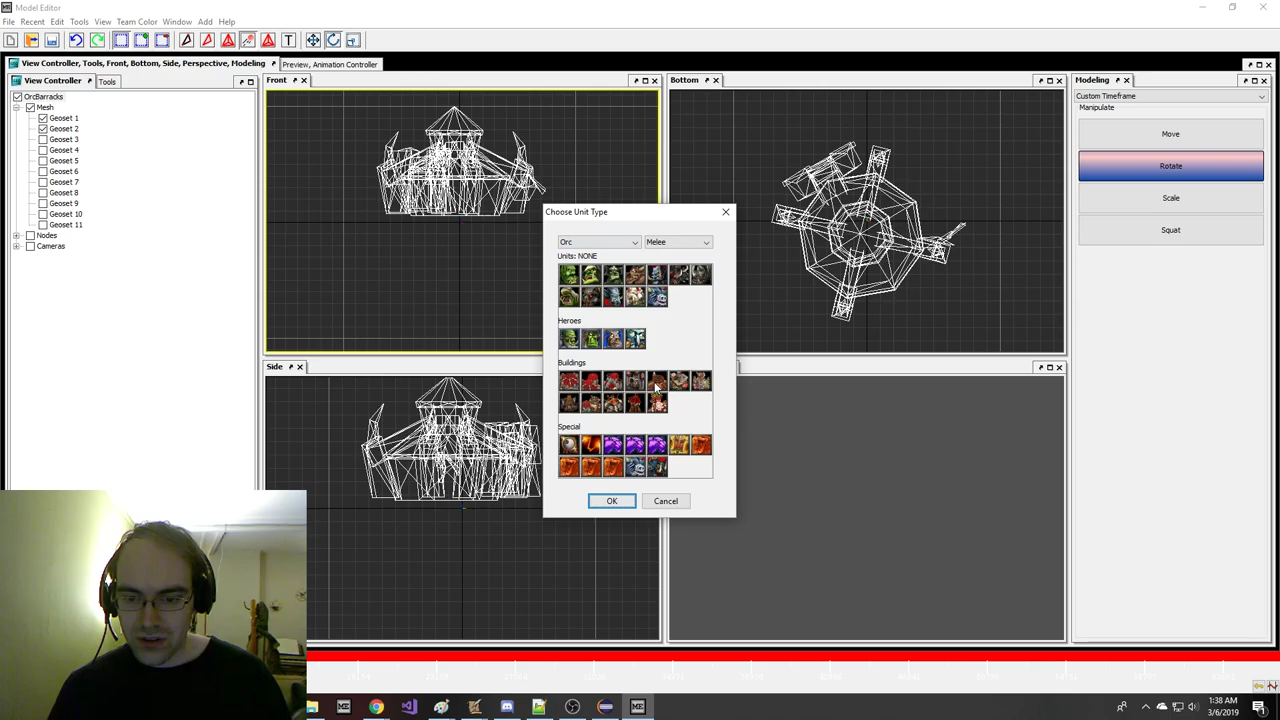 ME Model Editor
File Recent Edit Tools View Team Color Window Add Help
View Controller, Tools, Front, Bottom, Side, Perspective, Modeling Preview, Animation Controller
View Controller Tools
Front
Bottom
Modeling
OrcBarracks
Mesh
Geoset 1
Geoset 2
Geoset 3
Geoset 4
Geoset 5
Geoset 6
Geoset 7
Geoset 8
Geoset 9
Geoset 10
Geoset 11
Nodes
Cameras
Custom Timeframe
Manipulate
Move
Rotate
Scale
Squat
Choose Unit Type
Orc Melee
Units: NONE
Heroes
Buildings
Special
OK Cancel
Side
ME ME
1:38 AM
3/6/2019